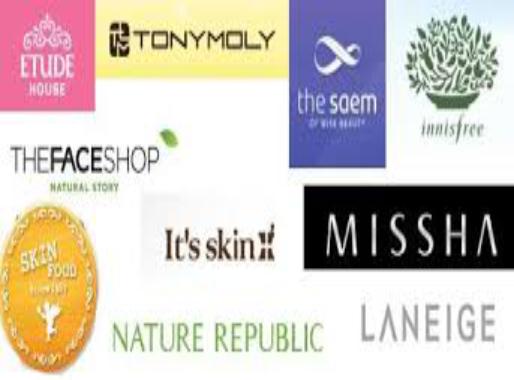 ETUDE
HOUSE
TONYMOLY
the saem
innisfree
THEFACESHOP
NATURAL STORY
SKIN
FOOD
It's skin
MISSHA
NATURE REPUBLIC
LANEIGE